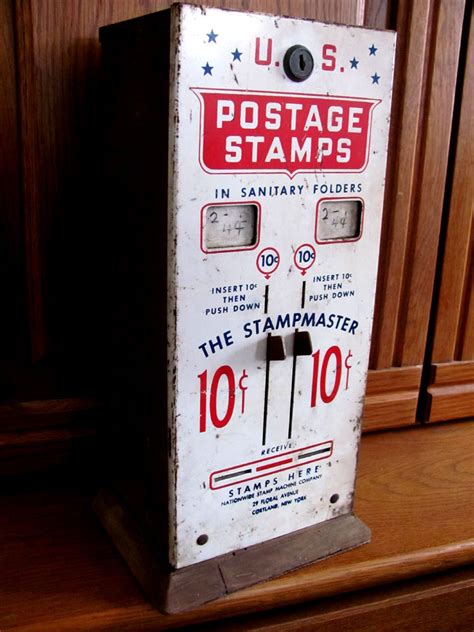 U. S.
POSTAGE
STAMPS
IN SANITARY FOLDERS
2- 4¢ 2- 4¢
10¢ 10¢
INSERT 10¢ INSERT 10¢
THEN THEN
PUSH DOWN PUSH DOWN
THE STAMPMASTER
10¢ 10¢
RECEIVE
STAMPS HERE
NATIONWIDE STAMP MACHINE COMPANY
29 FLORAL AVENUE
CORTLAND, NEW YORK